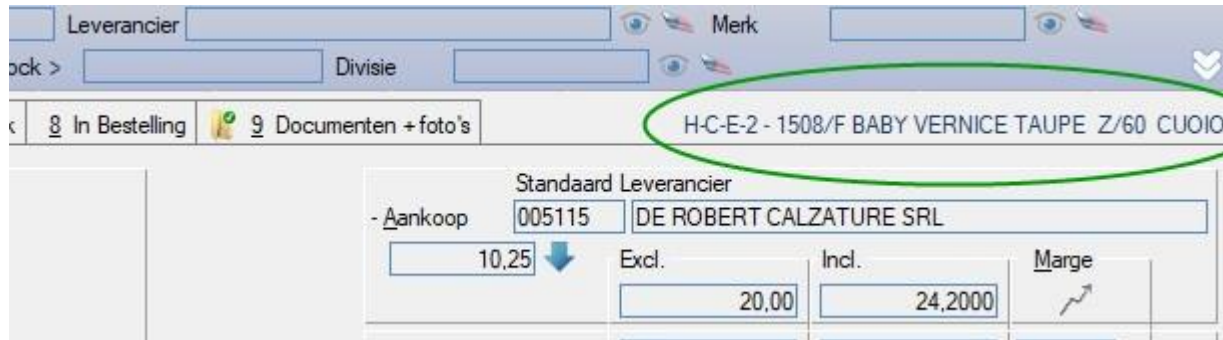 Leverancier Merk
ock > Divisie
k 8 In Bestelling 9 Documenten + foto's H-C-E-2 - 1508/F BABY VERNICE TAUPE Z/60 CUOIO
Standaard Leverancier
- Aankoop 005115 DE ROBERT CALZATURE SRL
10,25 Excl. Incl. Marge
20,00 24,2000